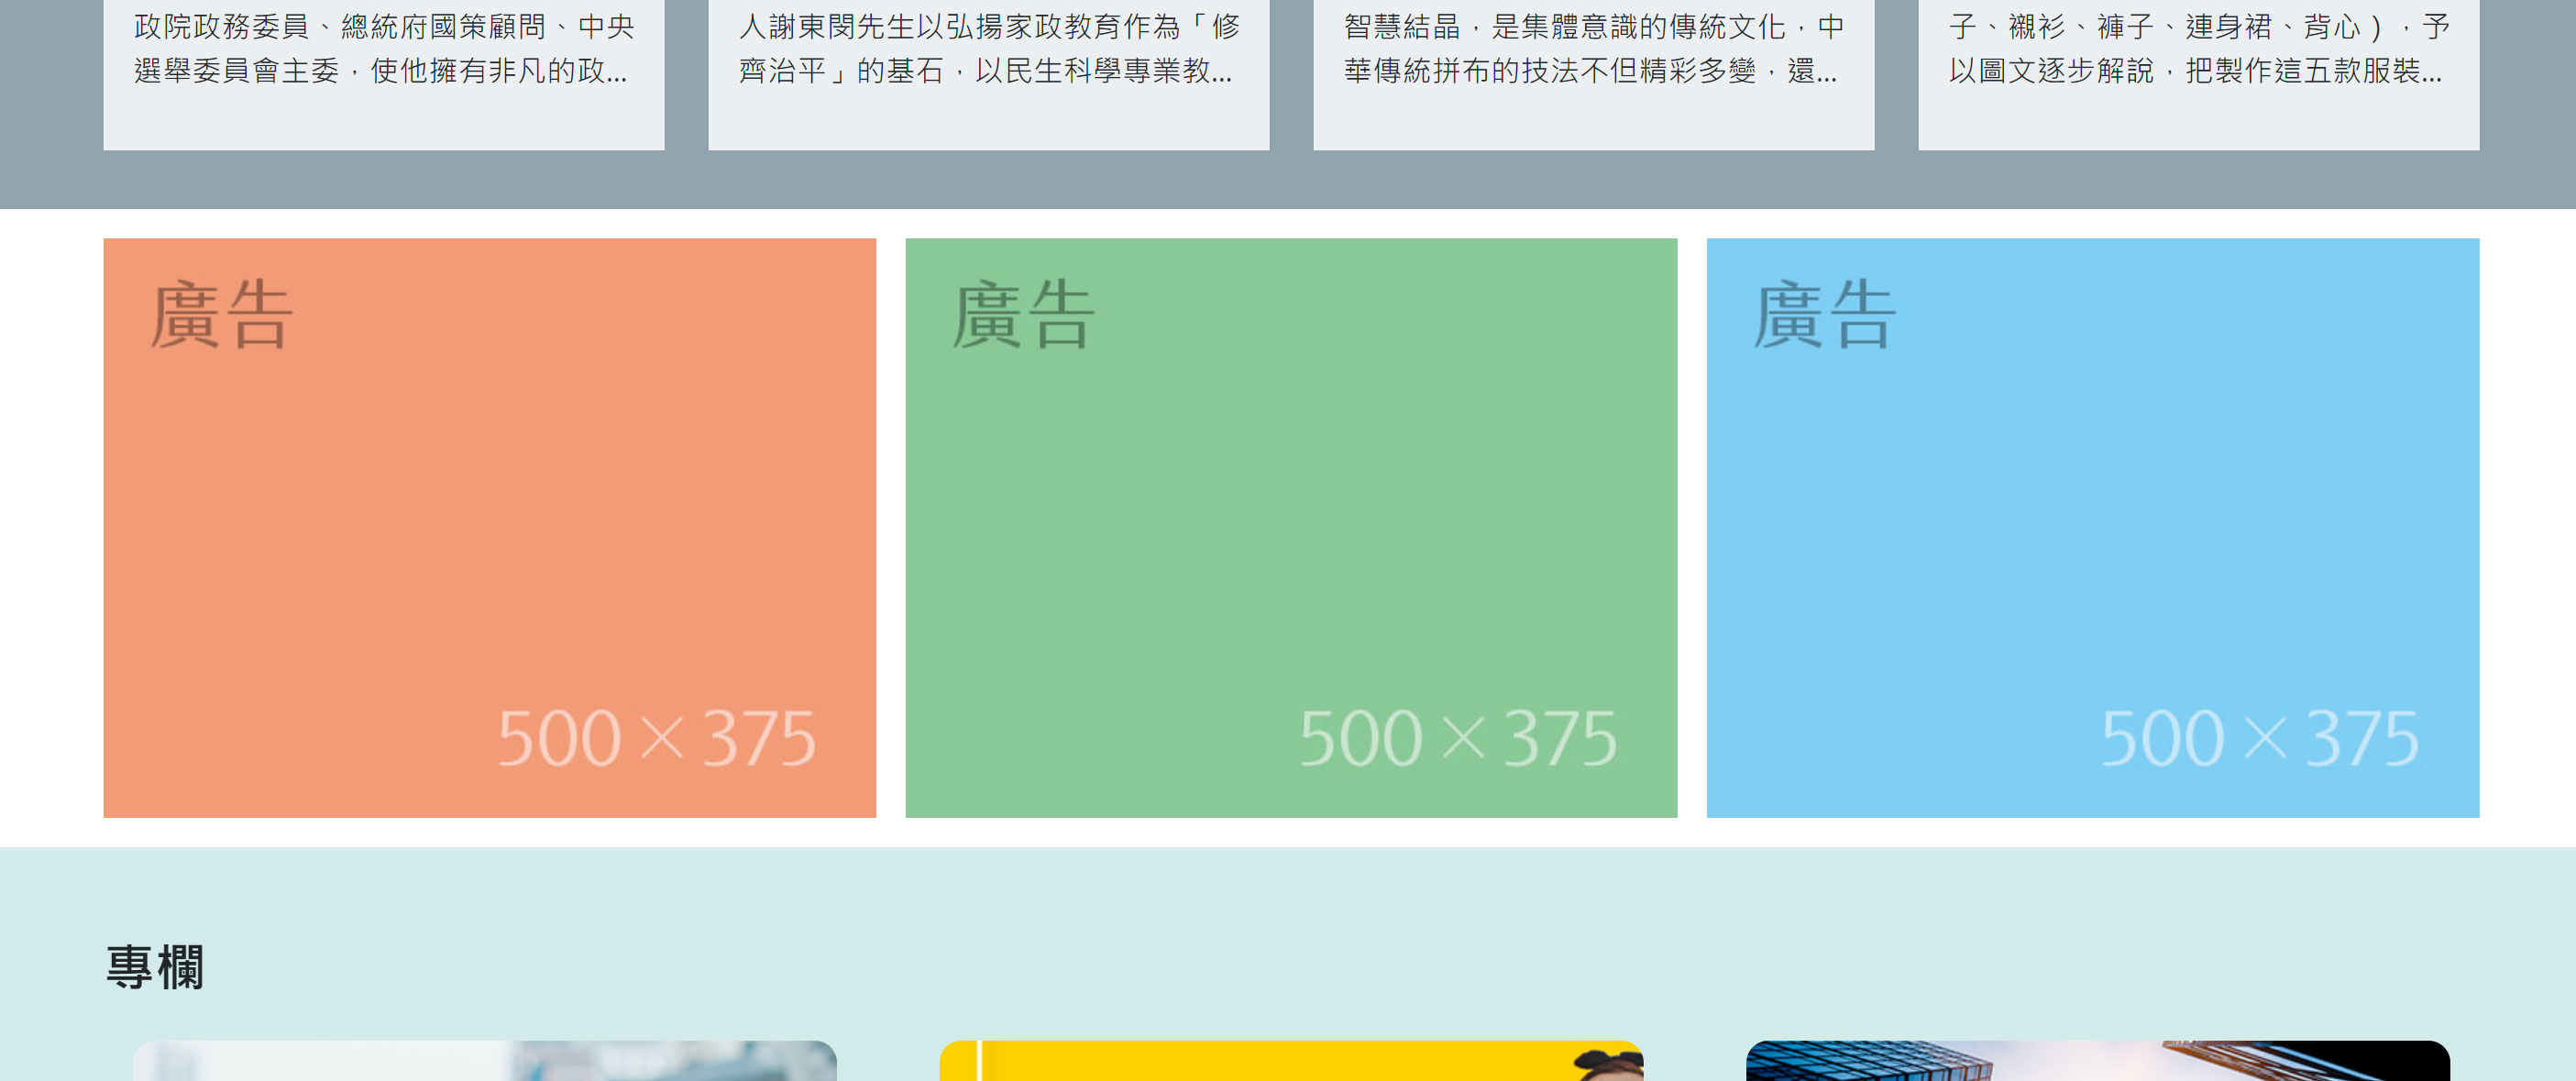 政院政務委員、總統府國策顧問、中央
選舉委員會主委，使他擁有非凡的政...
人謝東閔先生以弘揚家政教育作為「修
齊治平」的基石，以民生科學專業教...
智慧結晶，是集體意識的傳統文化，中
華傳統拼布的技法不但精彩多變，還...
子、襯衫、褲子、連身裙、背心），予
以圖文逐步解說，把製作這五款服裝...
廣告
500×375
廣告
500×375
廣告
500×375
專欄